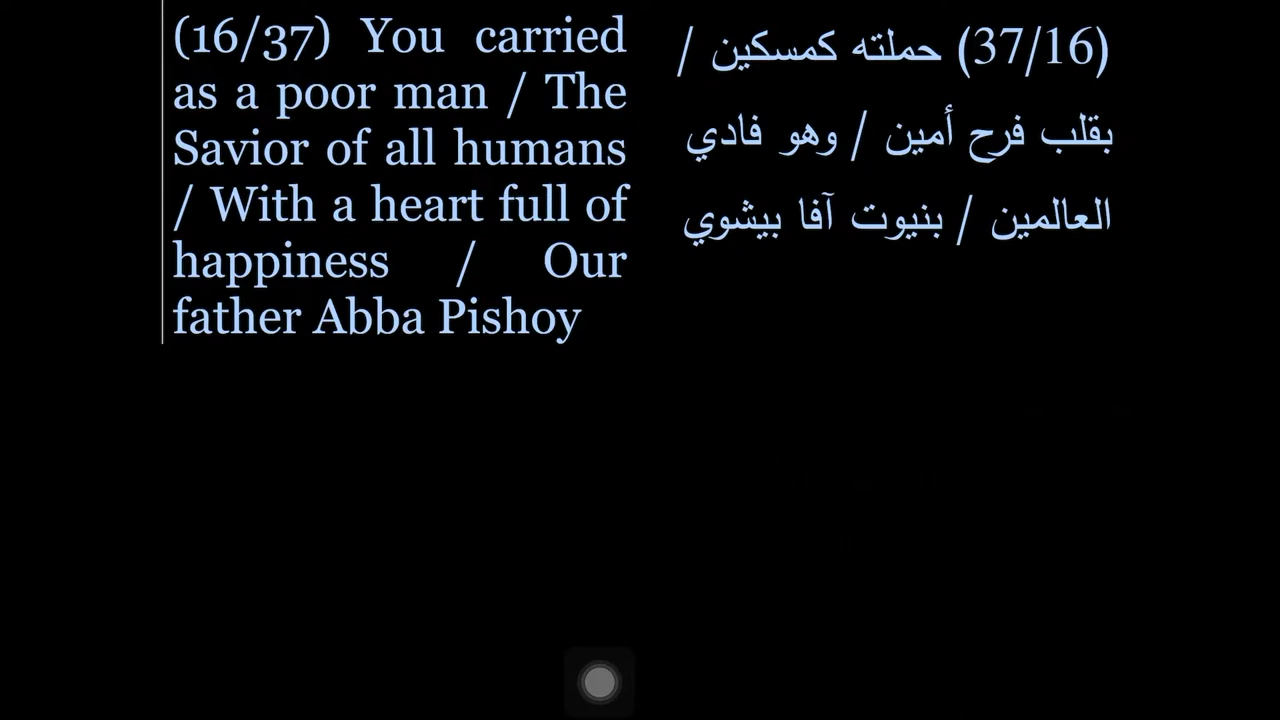 (16/37) You carried
as a poor man / The
Savior of all humans
/ With a heart full of
happiness / Our
father Abba Pishoy
(37/16) حملته كمسكين /
بقلب فرح أمين / وهو فادي
العالمين / بنيوت آفا بيشوي